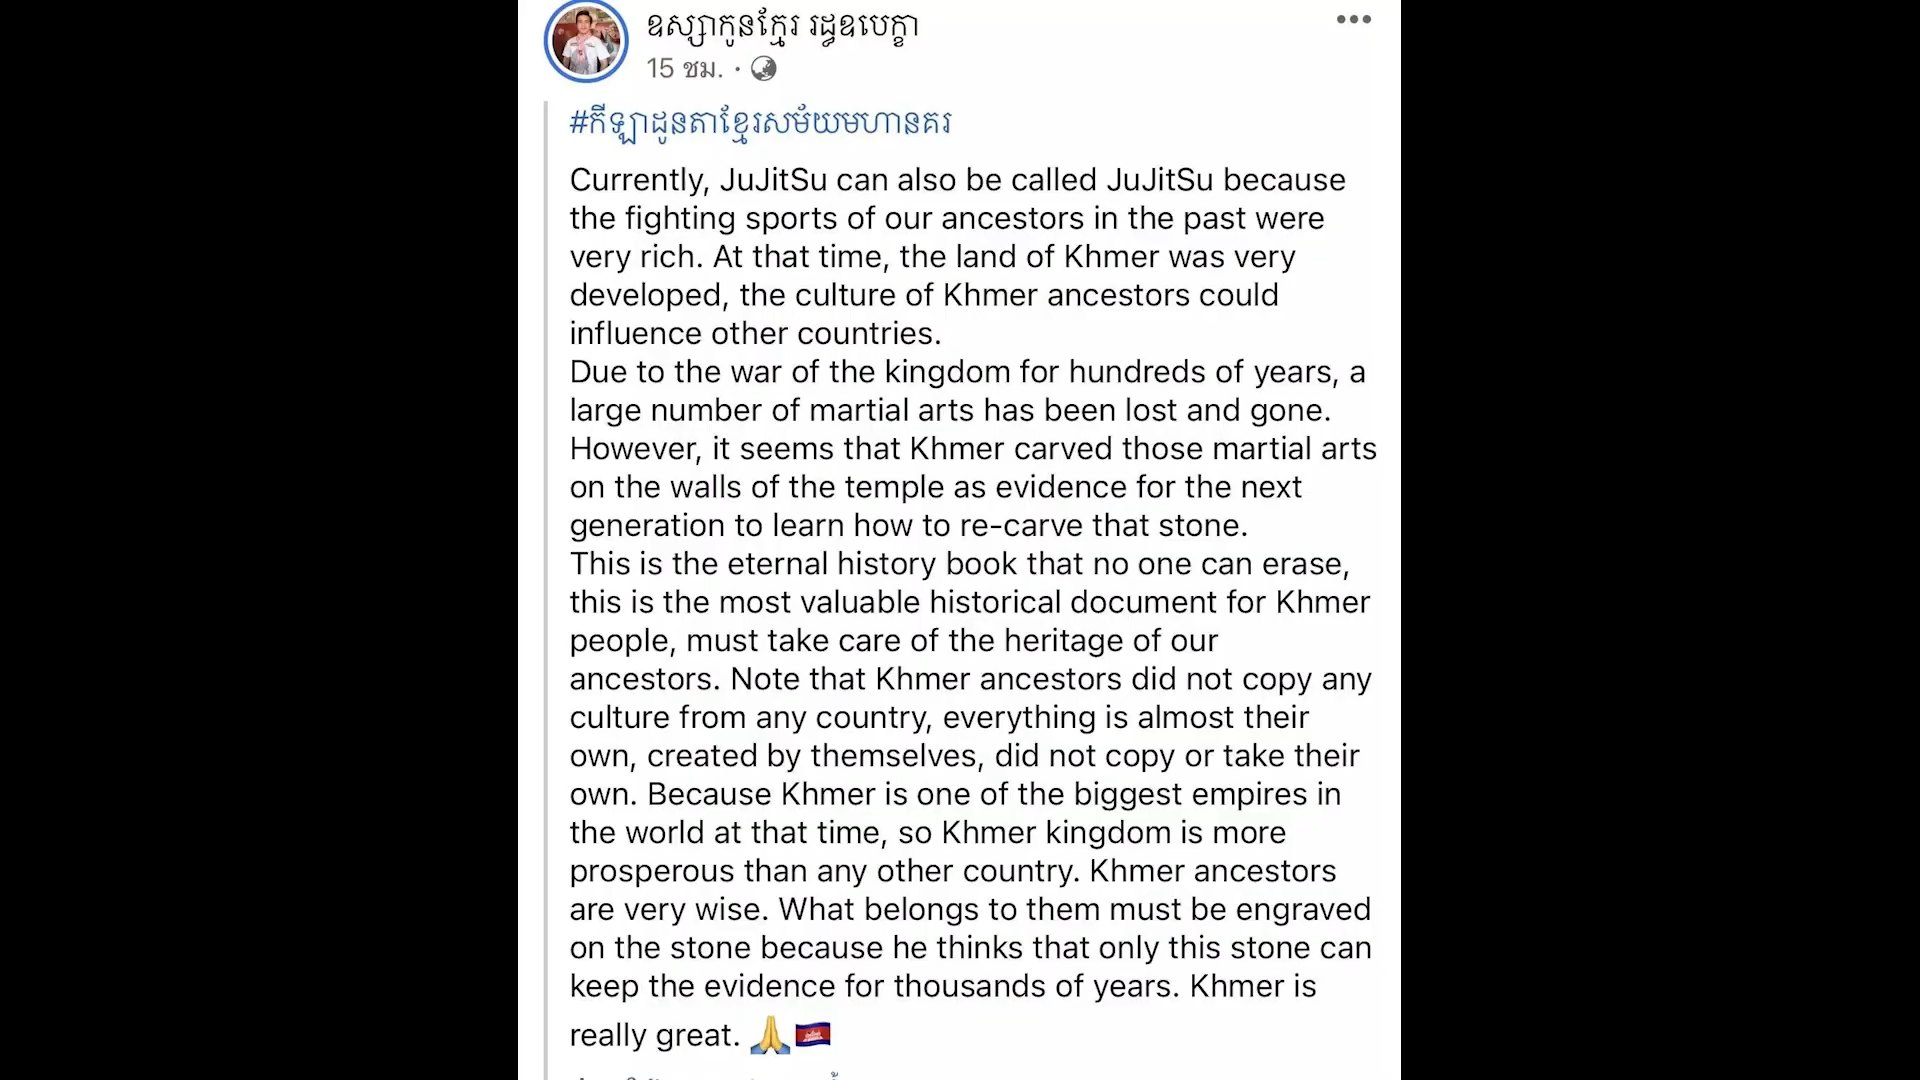 ឧស្សាកូនក្មែរ រដ្ឋឧបេក្ខា
15 ชม. ·
#កីឡាដូនតាខ្មែរសម័យមហានគរ
Currently, JuJitSu can also be called JuJitSu because
the fighting sports of our ancestors in the past were
very rich. At that time, the land of Khmer was very
developed, the culture of Khmer ancestors could
influence other countries.
Due to the war of the kingdom for hundreds of years, a
large number of martial arts has been lost and gone.
However, it seems that Khmer carved those martial arts
on the walls of the temple as evidence for the next
generation to learn how to re-carve that stone.
This is the eternal history book that no one can erase,
this is the most valuable historical document for Khmer
people, must take care of the heritage of our
ancestors. Note that Khmer ancestors did not copy any
culture from any country, everything is almost their
own, created by themselves, did not copy or take their
own. Because Khmer is one of the biggest empires in
the world at that time, so Khmer kingdom is more
prosperous than any other country. Khmer ancestors
are very wise. What belongs to them must be engraved
on the stone because he thinks that only this stone can
keep the evidence for thousands of years. Khmer is
really great. 🙏🇰🇭